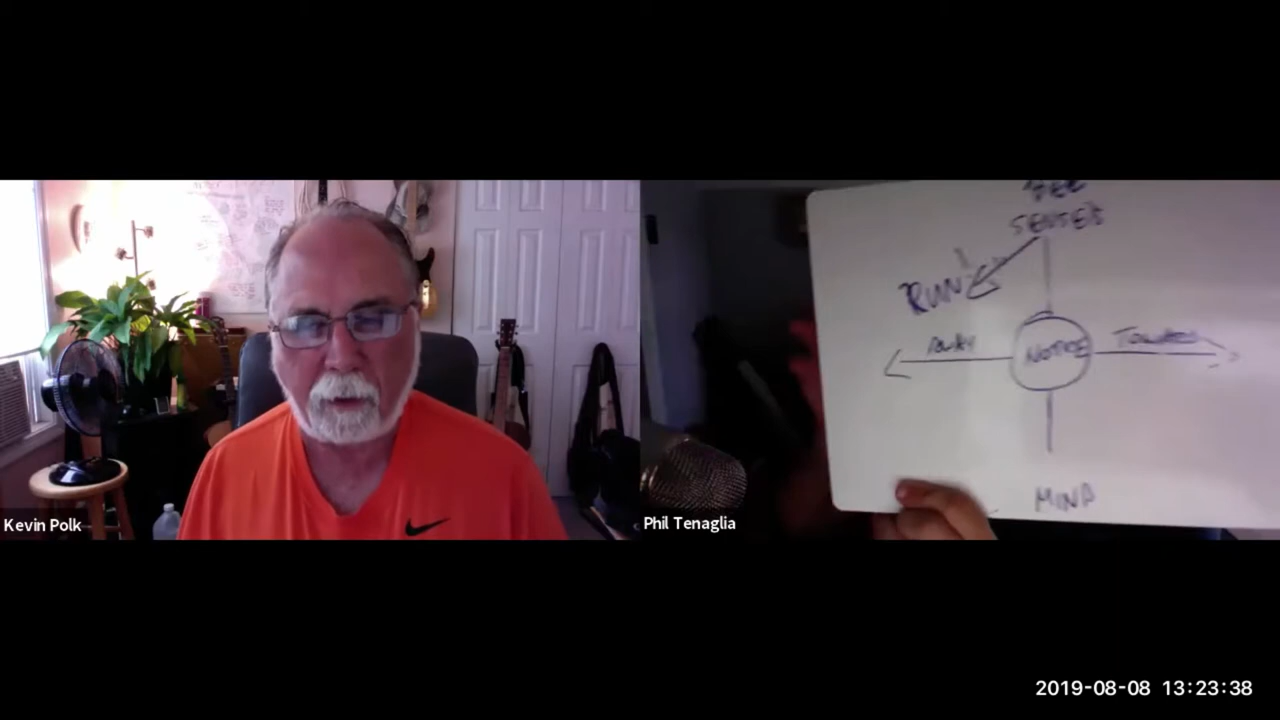 SENSES
RUN
AWAY
NOTICE
TOWARD
MIND
Kevin Polk
Phil Tenaglia
2019-08-08 13:23:38